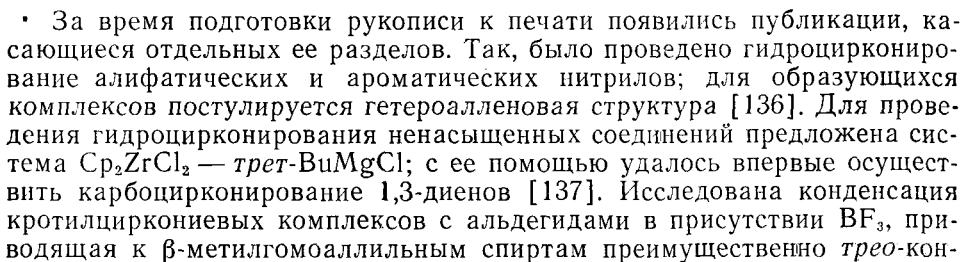 • За время подготовки рукописи к печати появились публикации, ка-
сающиеся отдельных ее разделов. Так, было проведено гидроциркониро-
вание алифатических и ароматических нитрилов; для образующихся
комплексов постулируется гетероалленовая структура [136]. Для прове-
дения гидроцирконирования ненасыщенных соединений предложена сис-
тема Cp₂ZrCl₂ — трет-BuMgCl; с ее помощью удалось впервые осущест-
вить карбоцирконирование 1,3-диенов [137]. Исследована конденсация
кротилциркониевых комплексов с альдегидами в присутствии BF₃, при-
водящая к β-метилгомоаллильным спиртам преимущественно трео-кон-